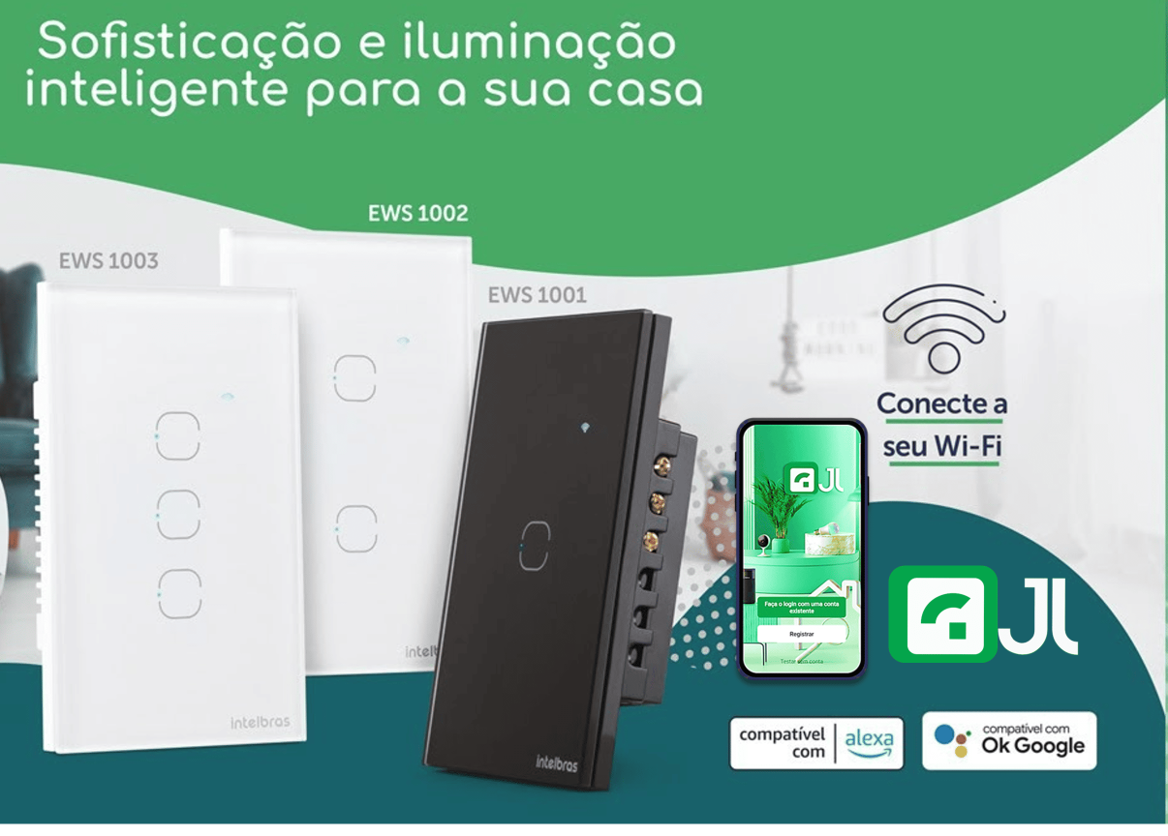 Sofisticação e iluminação
inteligente para a sua casa
EWS 1002
EWS 1003
EWS 1001
Conecte a
seu Wi-Fi
JL
Faça o login com uma conta
existente
Registrar
JL
intelb
intelbras
intelbras
compatível
com
alexa
compatível com
Ok Google